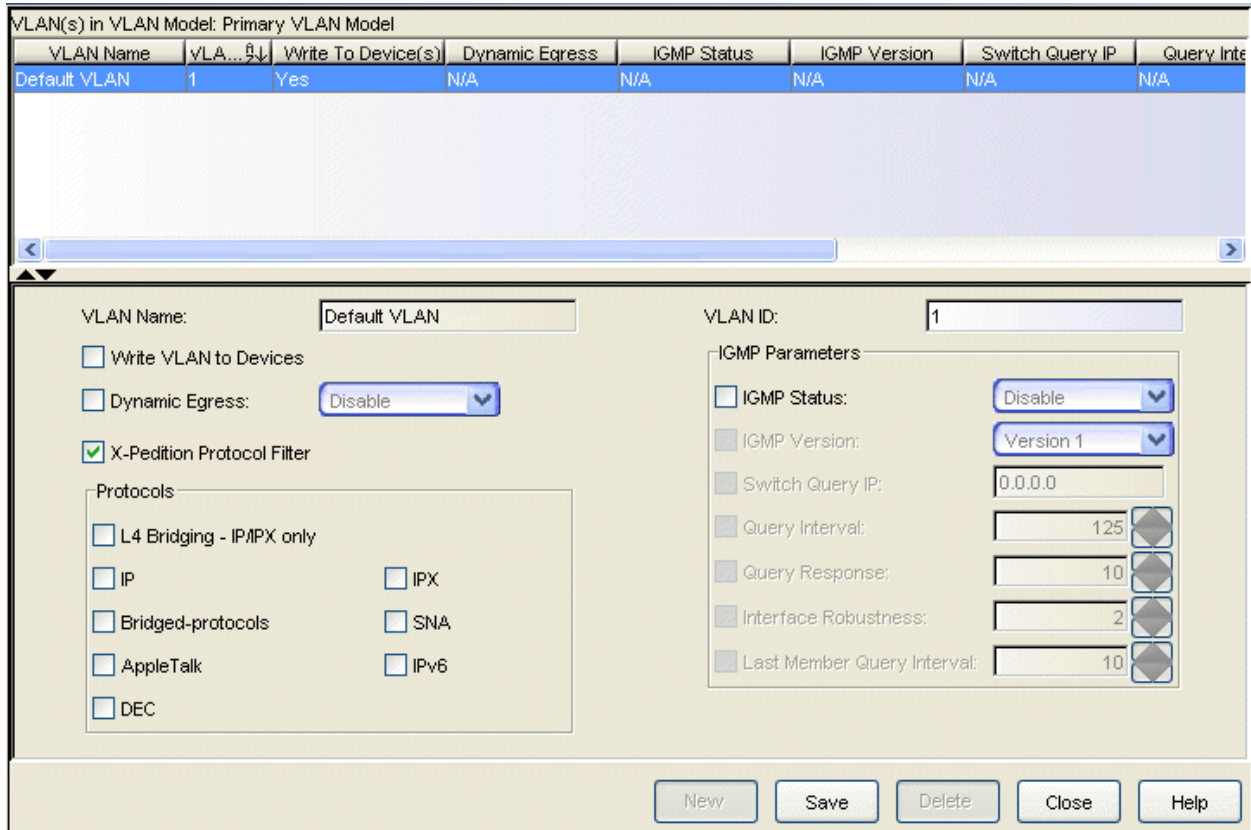 VLAN(s) in VLAN Model: Primary VLAN Model
VLAN Name VLA... Write To Device(s) Dynamic Egress IGMP Status IGMP Version Switch Query IP Query Inte
Default VLAN 1 Yes N/A N/A N/A N/A N/A
VLAN Name: Default VLAN
Write VLAN to Devices
Dynamic Egress: Disable
X-Pedition Protocol Filter
Protocols
L4 Bridging - IP/IPX only
IP IPX
Bridged-protocols SNA
AppleTalk IPv6
DEC
VLAN ID: 1
IGMP Parameters
IGMP Status: Disable
IGMP Version: Version 1
Switch Query IP: 0.0.0.0
Query Interval: 125
Query Response: 10
Interface Robustness: 2
Last Member Query Interval: 10
New Save Delete Close Help